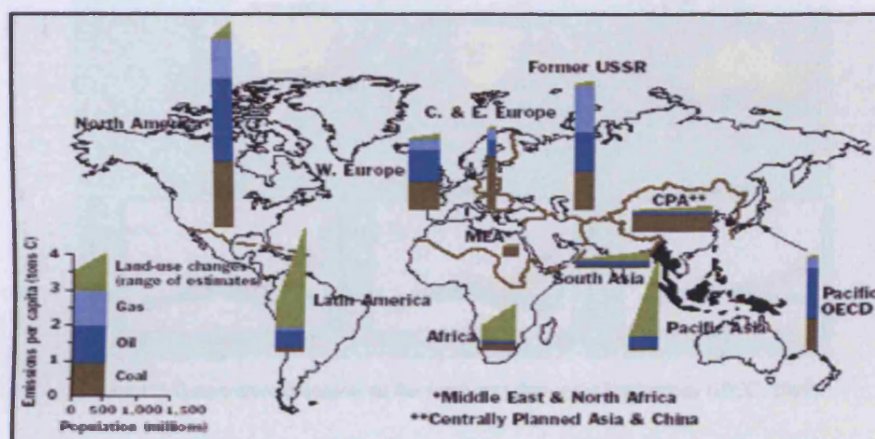 Former USSR
C. & E. Europe
North America
W. Europe
CPA**
MEA*
South Asia
Latin America
Africa
Pacific Asia
Pacific OECD
Emissions per capita (tons C)
4
3
2
1
0
Land-use changes
(range of estimates)
Gas
Oil
Coal
0 500 1,000 1,500
Population (millions)
*Middle East & North Africa
**Centrally Planned Asia & China